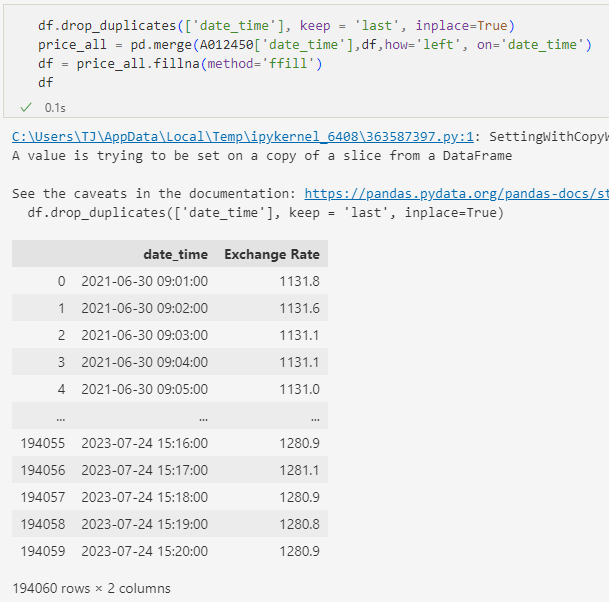 df.drop_duplicates(['date_time'], keep = 'last', inplace=True)
price_all = pd.merge(A012450['date_time'],df,how='left', on='date_time')
df = price_all.fillna(method='ffill')
df
0.1s
C:\Users\TJ\AppData\Local\Temp\ipykernel_6408\363587397.py:1: SettingWithCopyW
A value is trying to be set on a copy of a slice from a DataFrame
See the caveats in the documentation: https://pandas.pydata.org/pandas-docs/st
df.drop_duplicates(['date_time'], keep = 'last', inplace=True)
date_time Exchange Rate
0 2021-06-30 09:01:00 1131.8
1 2021-06-30 09:02:00 1131.6
2 2021-06-30 09:03:00 1131.1
3 2021-06-30 09:04:00 1131.1
4 2021-06-30 09:05:00 1131.0
... ... ...
194055 2023-07-24 15:16:00 1280.9
194056 2023-07-24 15:17:00 1281.1
194057 2023-07-24 15:18:00 1280.9
194058 2023-07-24 15:19:00 1280.8
194059 2023-07-24 15:20:00 1280.9
194060 rows × 2 columns